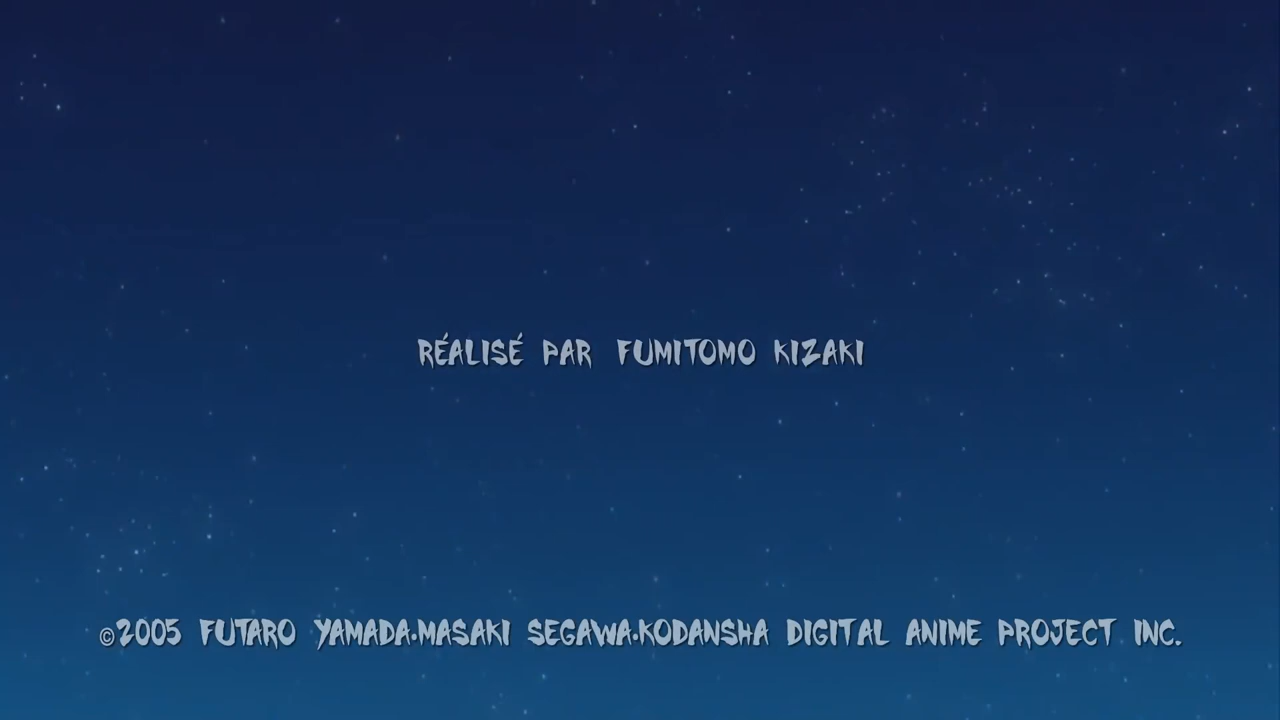 RÉALISÉ PAR FUMITOMO KIZAKI
©2005 FUTARO YAMADA·MASAKI SEGAWA·KODANSHA DIGITAL ANIME PROJECT INC.